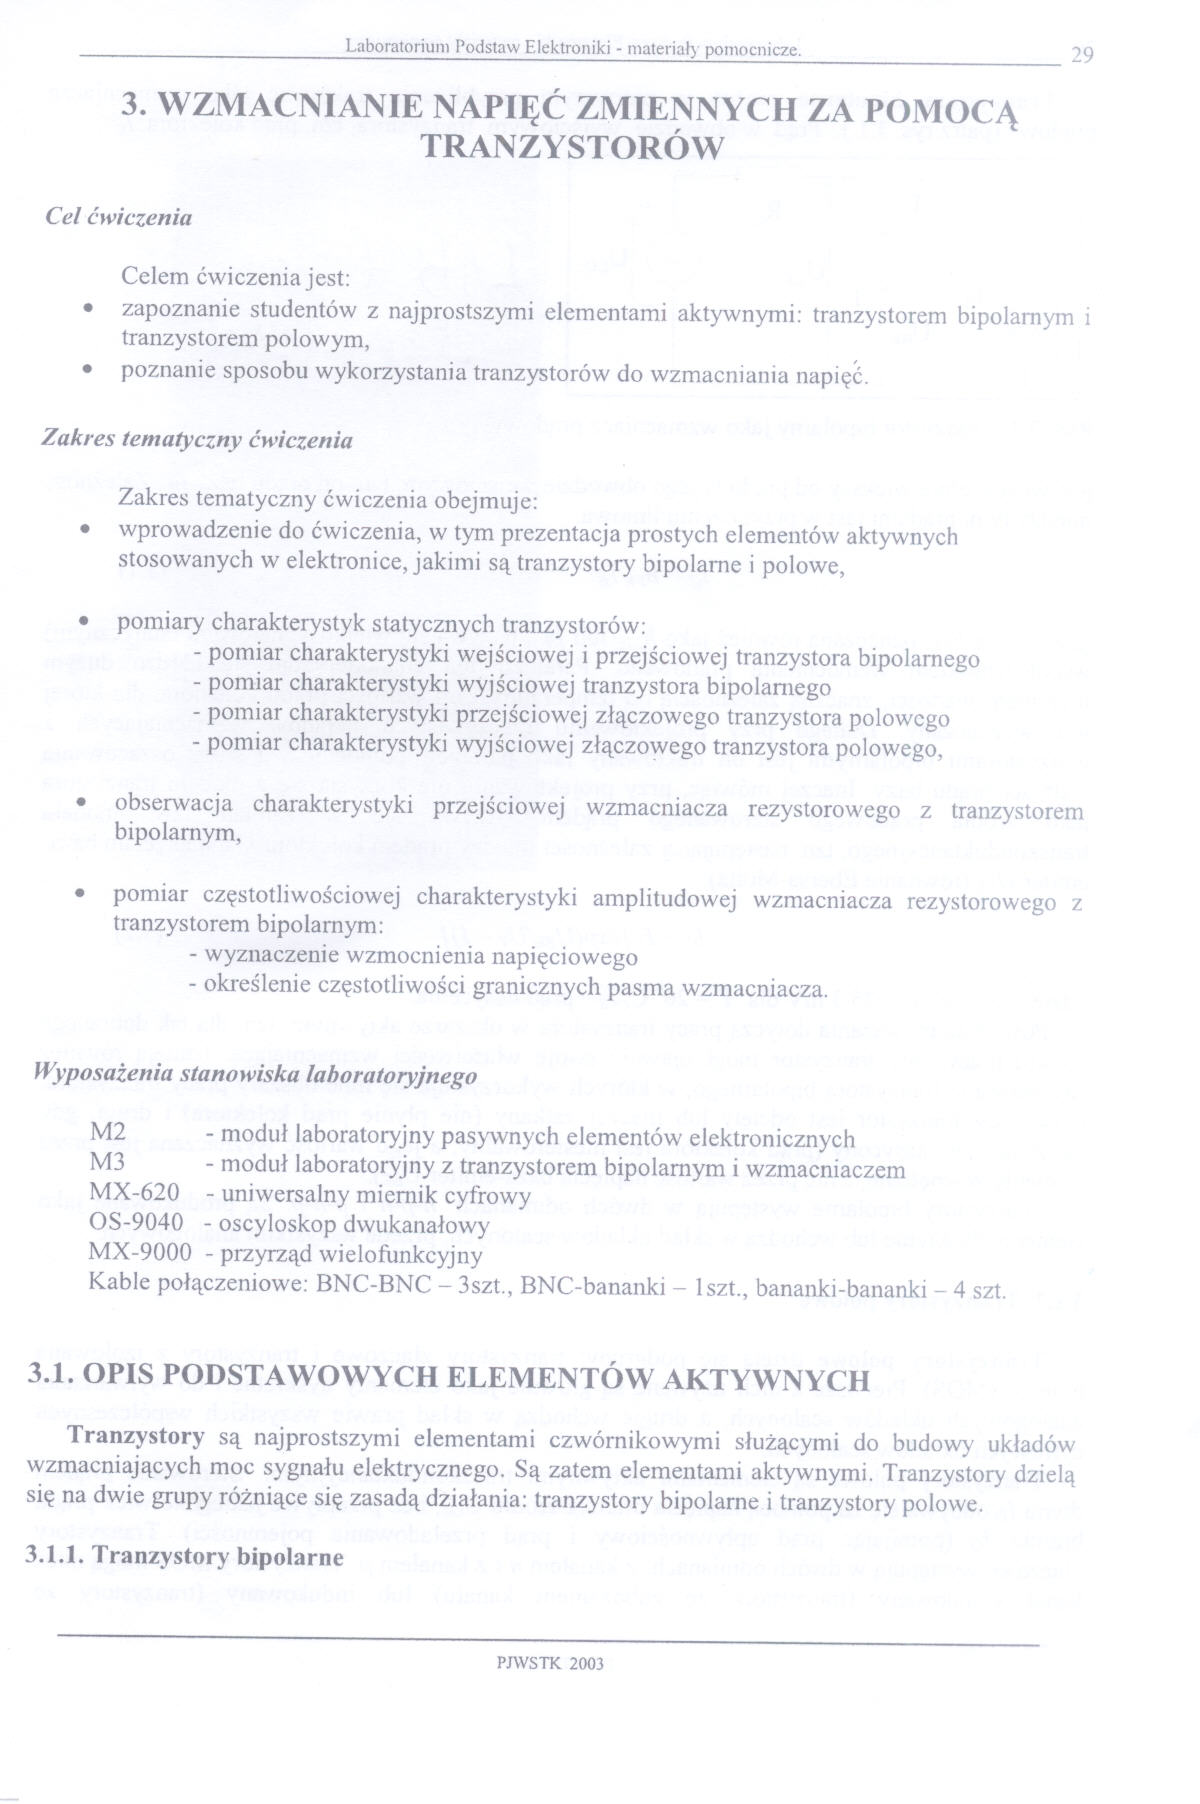 Laboratorium Podstaw Elektroniki - materiały pomocnicze.
29
3. WZMACNIANIE NAPIĘĆ ZMIENNYCH ZA POMOCĄ
TRANZYSTORÓW
Cel ćwiczenia
Celem ćwiczenia jest:
• zapoznanie studentów z najprostszymi elementami aktywnymi: tranzystorem bipolarnym i
tranzystorem polowym,
• poznanie sposobu wykorzystania tranzystorów do wzmacniania napięć.
Zakres tematyczny ćwiczenia
Zakres tematyczny ćwiczenia obejmuje:
• wprowadzenie do ćwiczenia, w tym prezentacja prostych elementów aktywnych
stosowanych w elektronice, jakimi są tranzystory bipolarne i polowe,
• pomiary charakterystyk statycznych tranzystorów:
- pomiar charakterystyki wejściowej i przejściowej tranzystora bipolarnego
- pomiar charakterystyki wyjściowej tranzystora bipolarnego
- pomiar charakterystyki przejściowej złączowego tranzystora polowego
- pomiar charakterystyki wyjściowej złączowego tranzystora polowego,
• obserwacja charakterystyki przejściowej wzmacniacza rezystorowego z tranzystorem
bipolarnym,
• pomiar częstotliwościowej charakterystyki amplitudowej wzmacniacza rezystorowego z
tranzystorem bipolarnym:
- wyznaczenie wzmocnienia napięciowego
- określenie częstotliwości granicznych pasma wzmacniacza.
Wyposażenia stanowiska laboratoryjnego
M2 - moduł laboratoryjny pasywnych elementów elektronicznych
M3 - moduł laboratoryjny z tranzystorem bipolarnym i wzmacniaczem
MX-620 - uniwersalny miernik cyfrowy
OS-9040 - oscyloskop dwukanałowy
MX-9000 - przyrząd wielofunkcyjny
Kable połączeniowe: BNC-BNC – 3szt., BNC-bananki – 1szt., bananki-bananki – 4 szt.
3.1. OPIS PODSTAWOWYCH ELEMENTÓW AKTYWNYCH
Tranzystory są najprostszymi elementami czwórnikowymi służącymi do budowy układów
wzmacniających moc sygnału elektrycznego. Są zatem elementami aktywnymi. Tranzystory dzielą
się na dwie grupy różniące się zasadą działania: tranzystory bipolarne i tranzystory polowe.
3.1.1. Tranzystory bipolarne
PJWSTK 2003